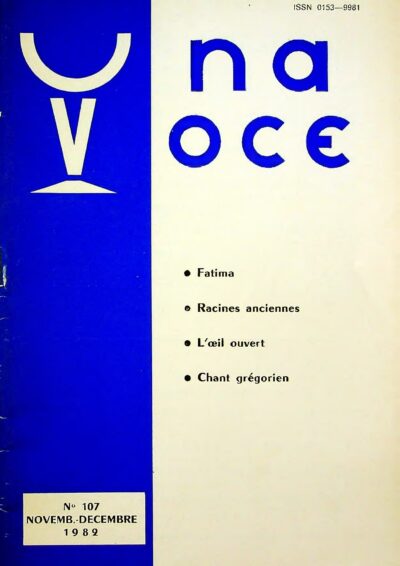 ISSN 0153—9981
Una
Voce
• Fatima
• Racines anciennes
• L'œil ouvert
• Chant grégorien
N° 107
NOVEMB.-DECEMBRE
1982